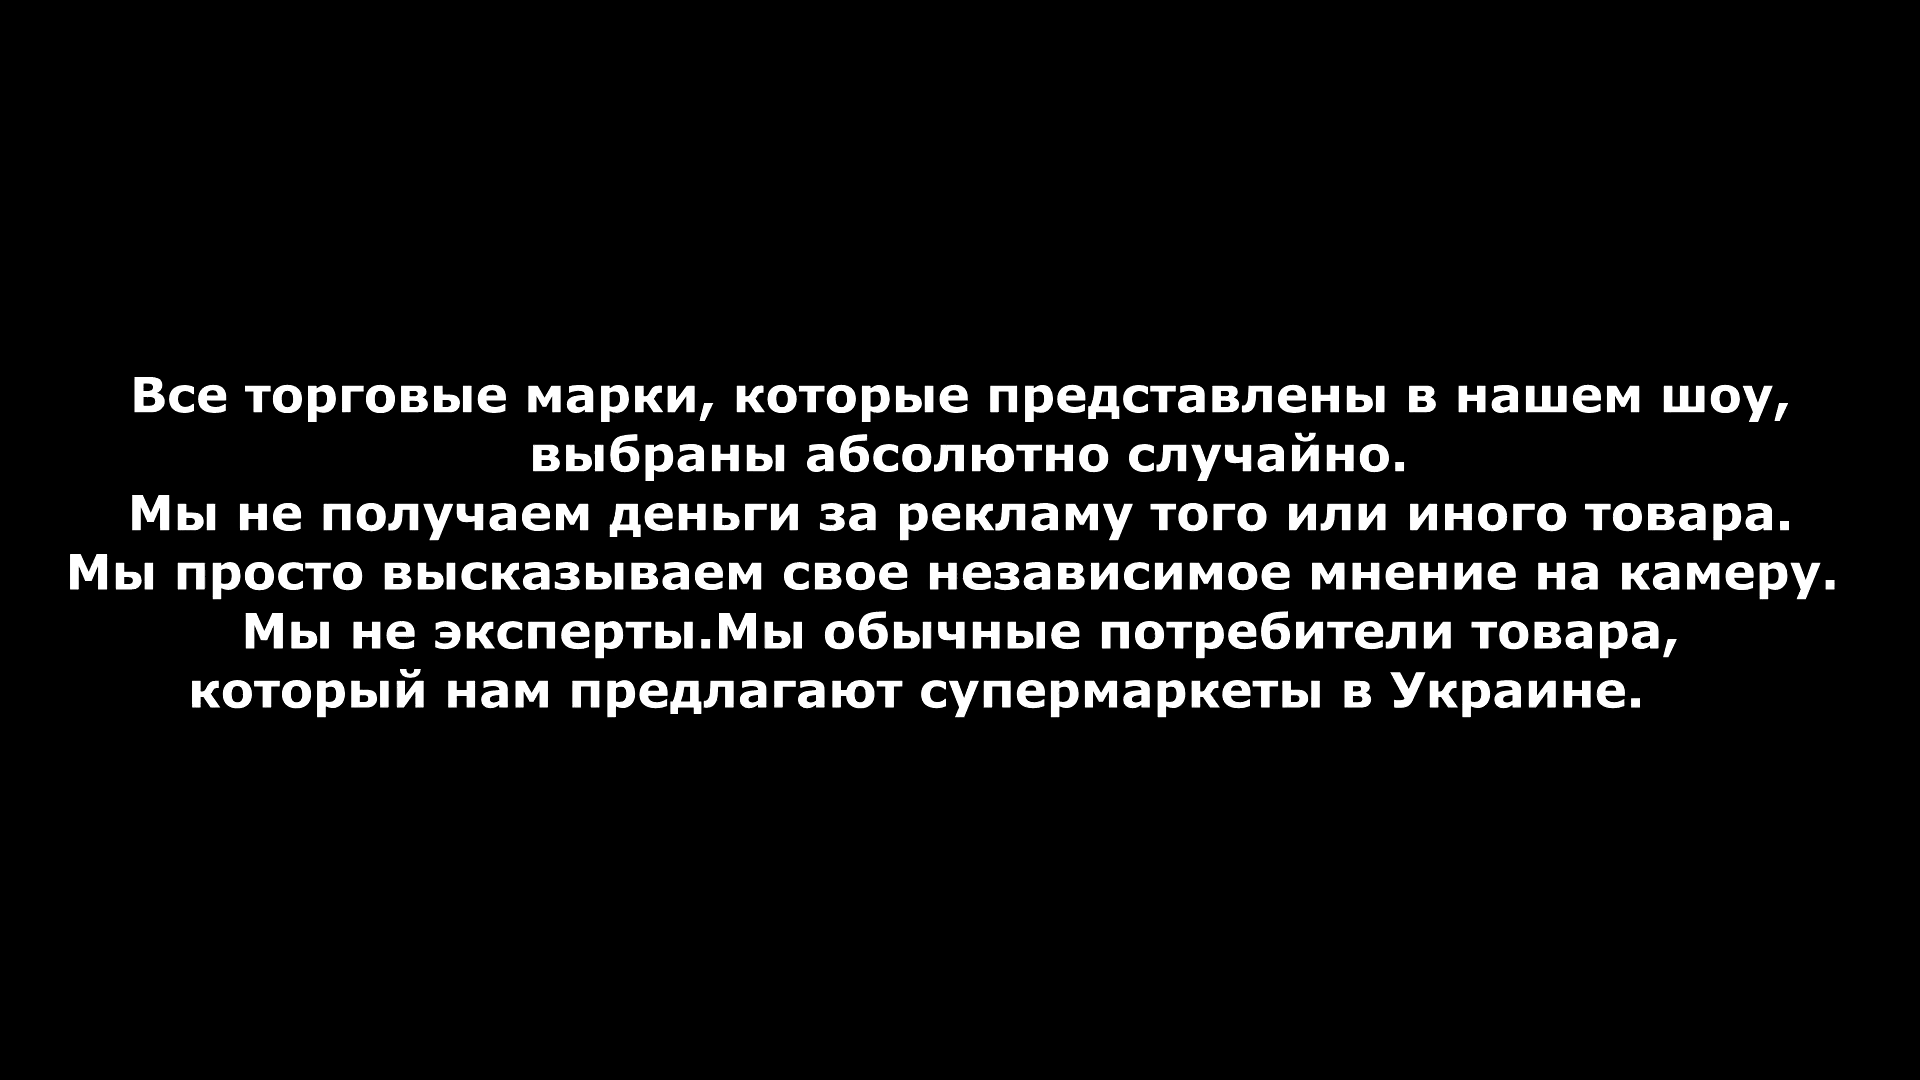 Все торговые марки, которые представлены в нашем шоу,
выбраны абсолютно случайно.
Мы не получаем деньги за рекламу того или иного товара.
Мы просто высказываем свое независимое мнение на камеру.
Мы не эксперты.Мы обычные потребители товара,
который нам предлагают супермаркеты в Украине.